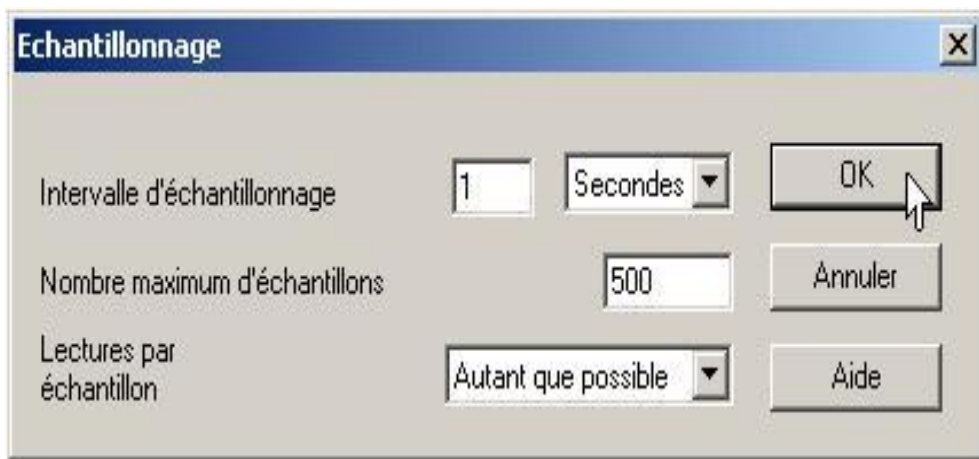 Echantillonnage
Intervalle d'échantillonnage 1 Secondes OK
Nombre maximum d'échantillons 500 Annuler
Lectures par
échantillon Autant que possible Aide